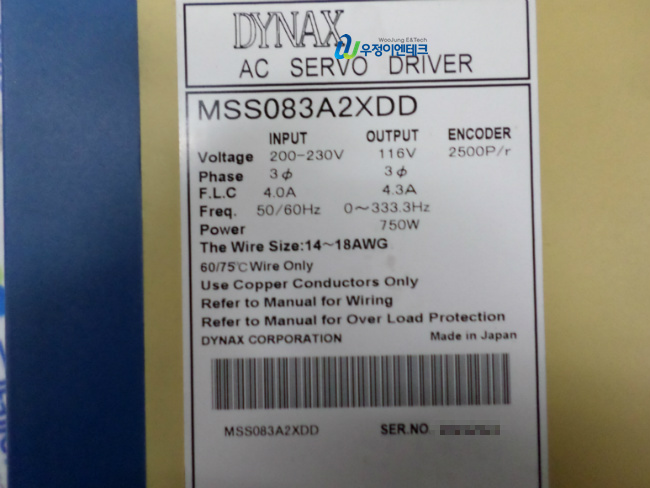 DYNAX
WooJung E&Tech
우정이엔테크
AC SERVO DRIVER
MSS083A2XDD
INPUT OUTPUT ENCODER
Voltage 200-230V 116V 2500P/r
Phase 3ϕ 3ϕ
F.L.C 4.0A 4.3A
Freq. 50/60Hz 0~333.3Hz
Power 750W
The Wire Size:14~18AWG
60/75℃ Wire Only
Use Copper Conductors Only
Refer to Manual for Wiring
Refer to Manual for Over Load Protection
DYNAX CORPORATION Made in Japan
MSS083A2XDD SER.NO.